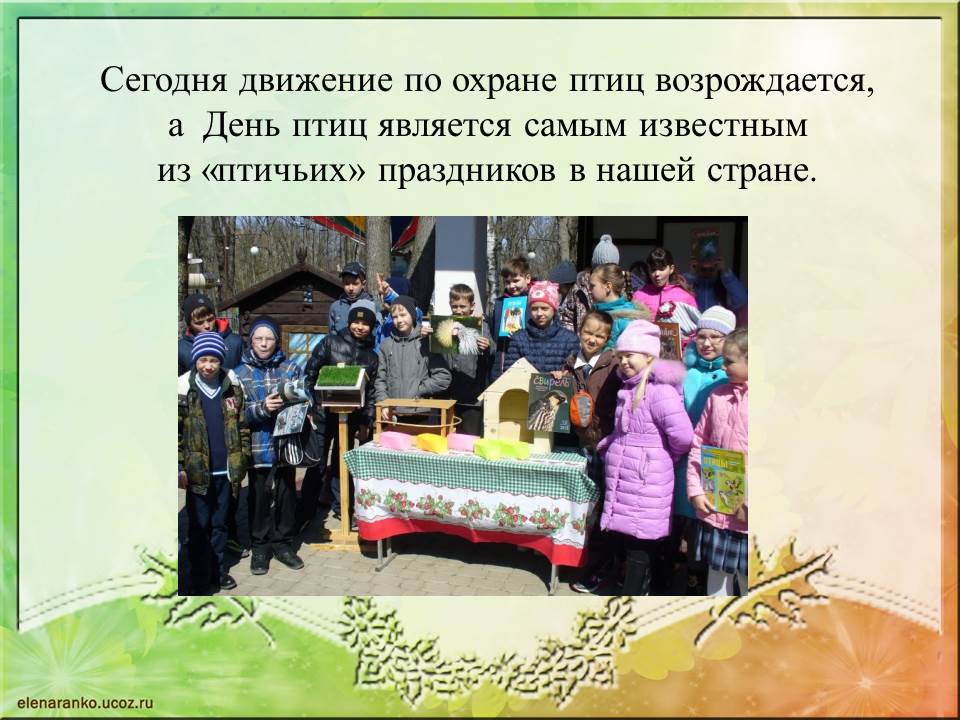 Сегодня движение по охране птиц возрождается,
а День птиц является самым известным
из «птичьих» праздников в нашей стране.
СВИРЕЛЬ
ПТИЦЫ
elenaranko.ucoz.ru